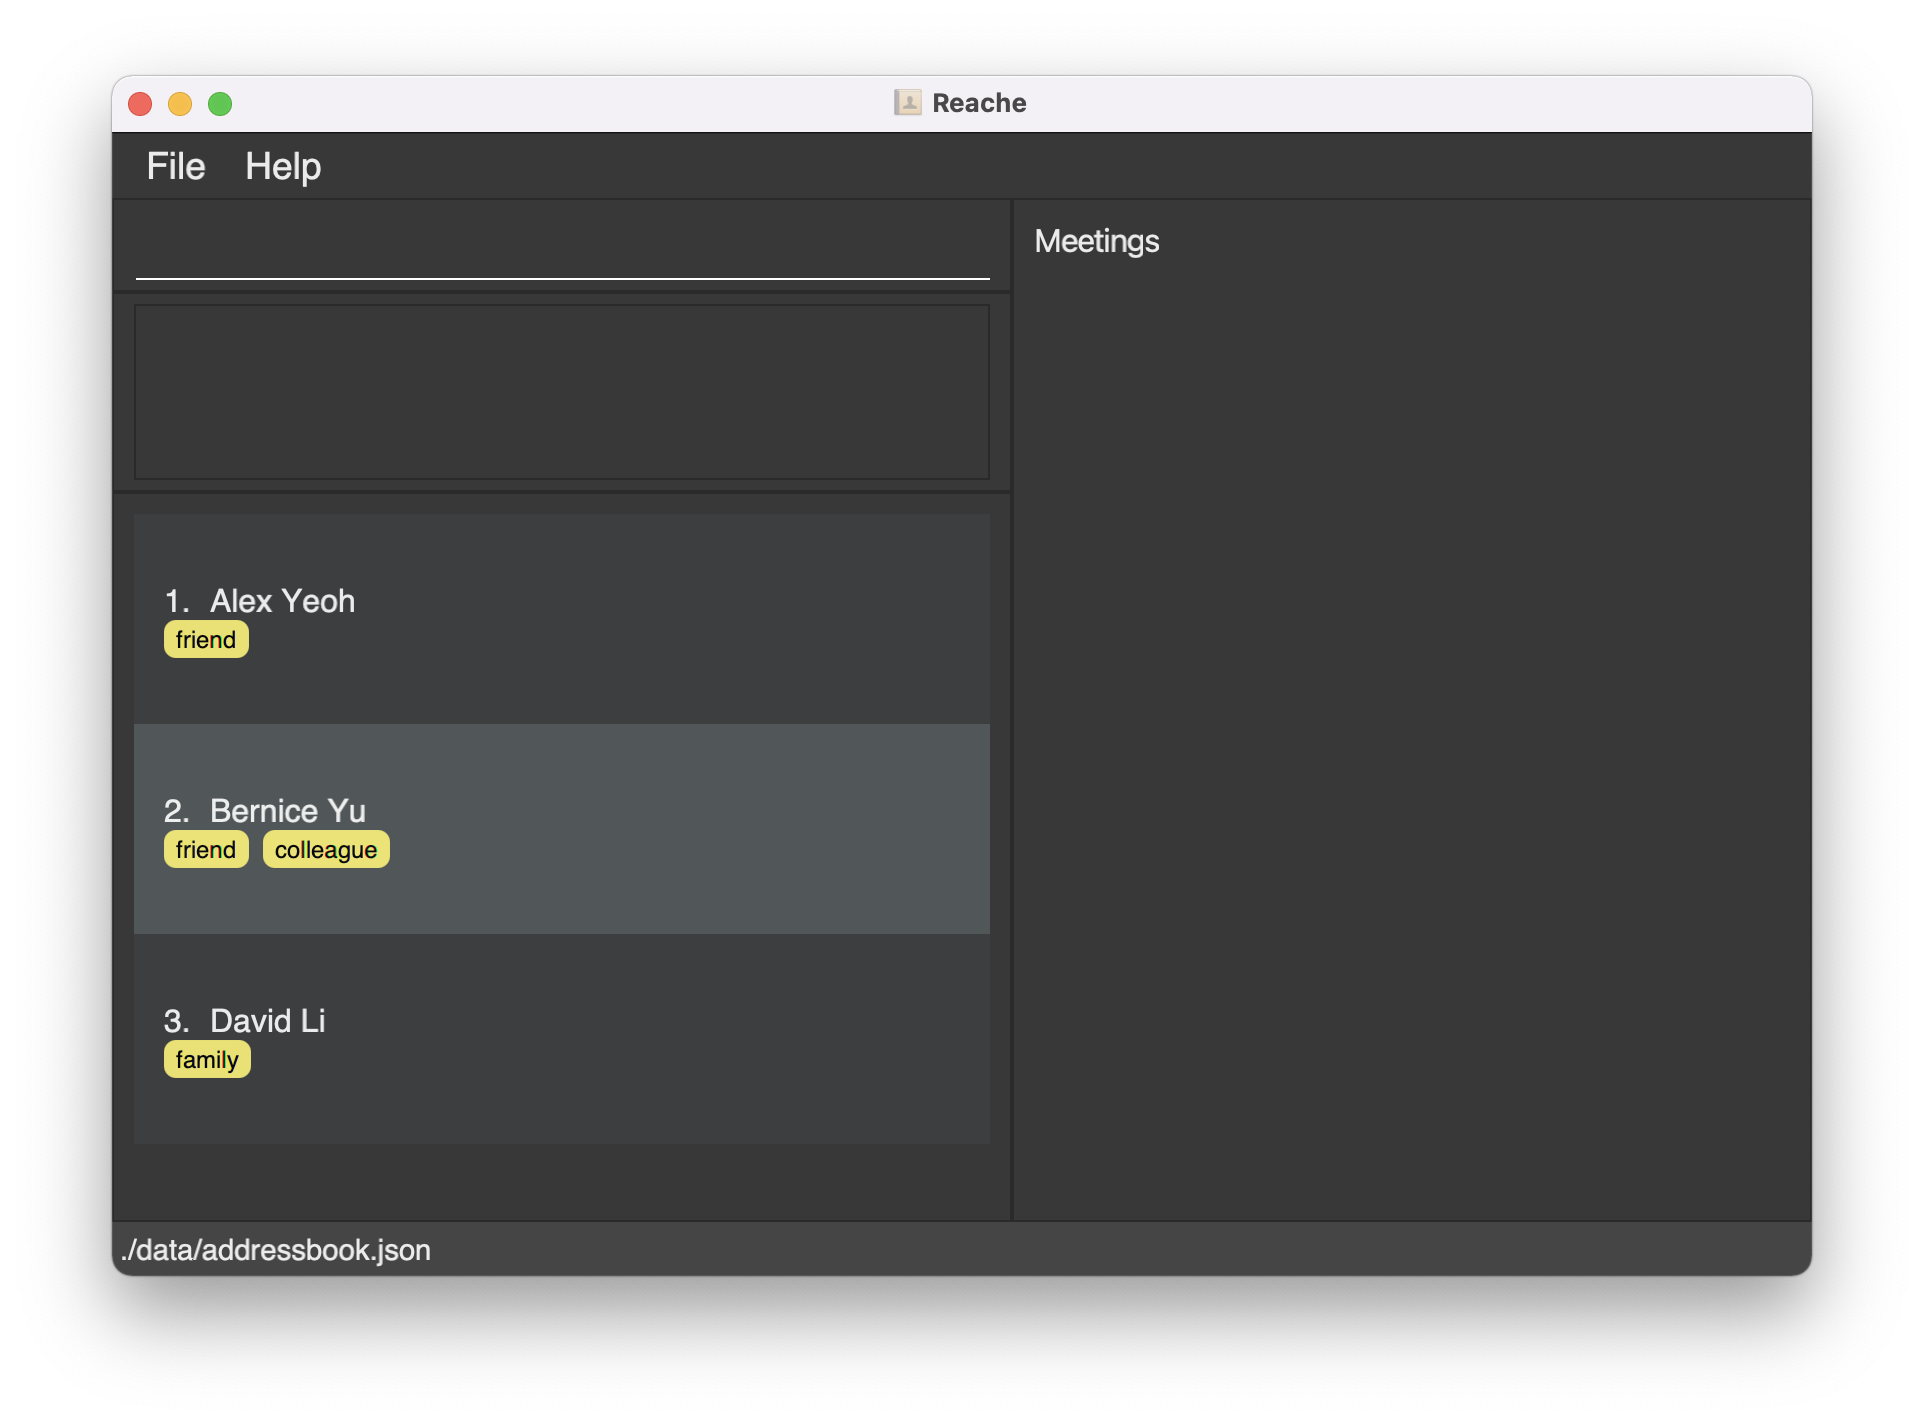 Reache
File Help
Meetings
1. Alex Yeoh
friend
2. Bernice Yu
friend colleague
3. David Li
family
./data/addressbook.json